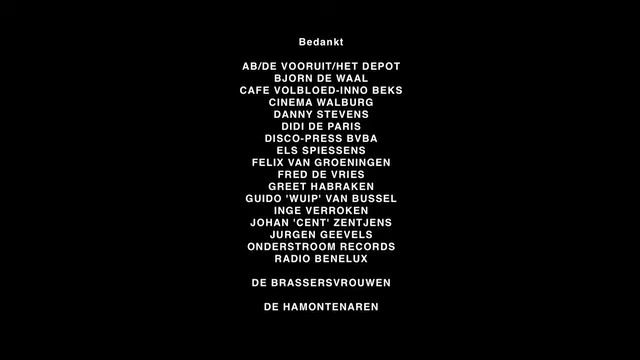 Bedankt
AB/DE VOORUIT/HET DEPOT
BJORN DE WAAL
CAFE VOLBLOED-INNO BEKS
CINEMA WALBURG
DANNY STEVENS
DIDI DE PARIS
DISCO-PRESS BVBA
ELS SPIESSENS
FELIX VAN GROENINGEN
FRED DE VRIES
GREET HABRAKEN
GUIDO 'WUIP' VAN BUSSEL
INGE VERROKEN
JOHAN 'CENT' ZENTJENS
JURGEN GEEVELS
ONDERSTROOM RECORDS
RADIO BENELUX
DE BRASSERSVROUWEN
DE HAMONTENAREN